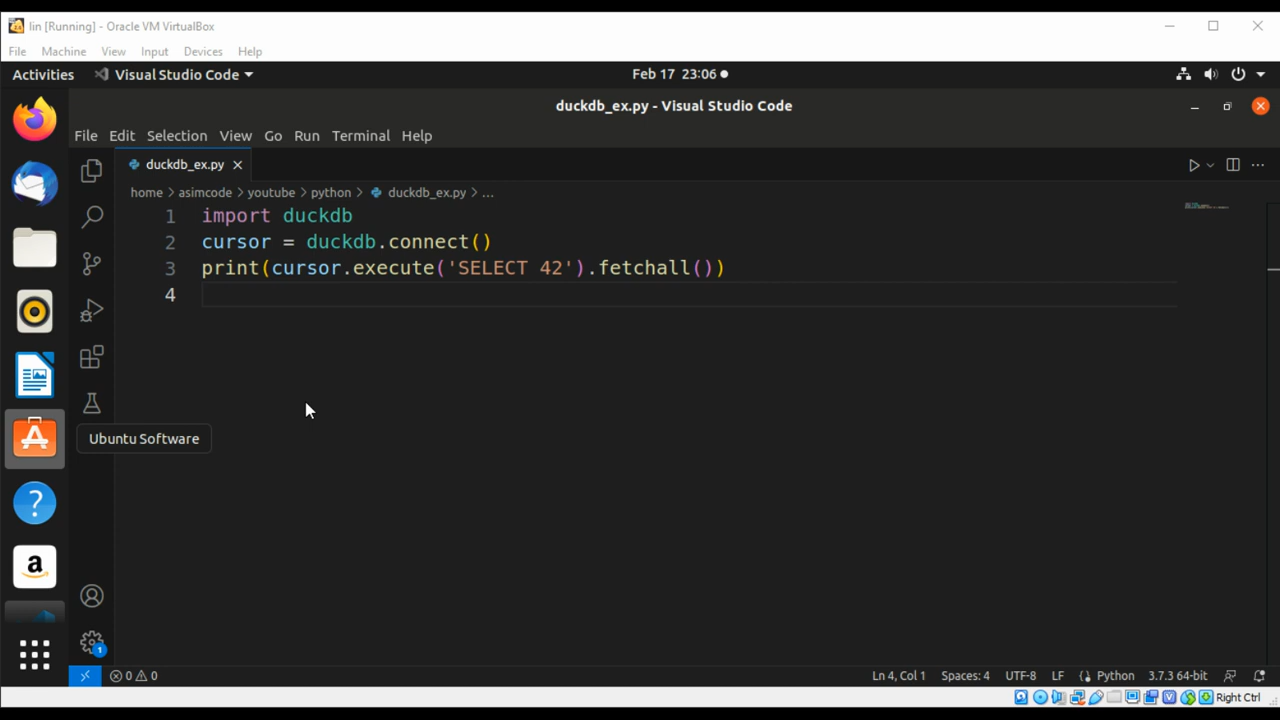 lin [Running] - Oracle VM VirtualBox
File Machine View Input Devices Help
Activities Visual Studio Code Feb 17 23:06
duckdb_ex.py - Visual Studio Code
File Edit Selection View Go Run Terminal Help
duckdb_ex.py
home > asimcode > youtube > python > duckdb_ex.py > ...
1 import duckdb
2 cursor = duckdb.connect()
3 print(cursor.execute('SELECT 42').fetchall())
4
Ubuntu Software
1
0 0 Ln 4, Col 1 Spaces: 4 UTF-8 LF Python 3.7.3 64-bit
Right Ctrl